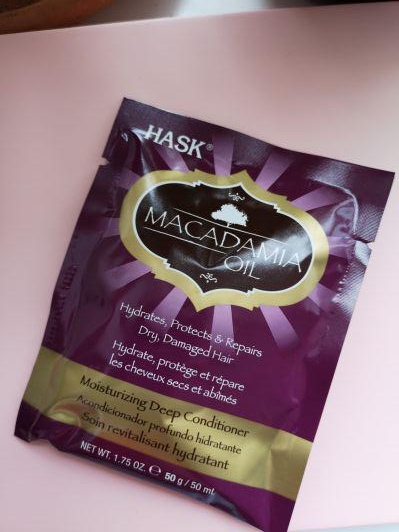 HASK®
MACADAMIA
OIL
Hydrates, Protects & Repairs
Dry, Damaged Hair
Hydrate, protège et répare
les cheveux secs et abîmés
Moisturizing Deep Conditioner
Acondicionador profundo hidratante
Soin revitalisant hydratant
NET WT. 1.75 OZ. ℮ 50 g / 50 mL